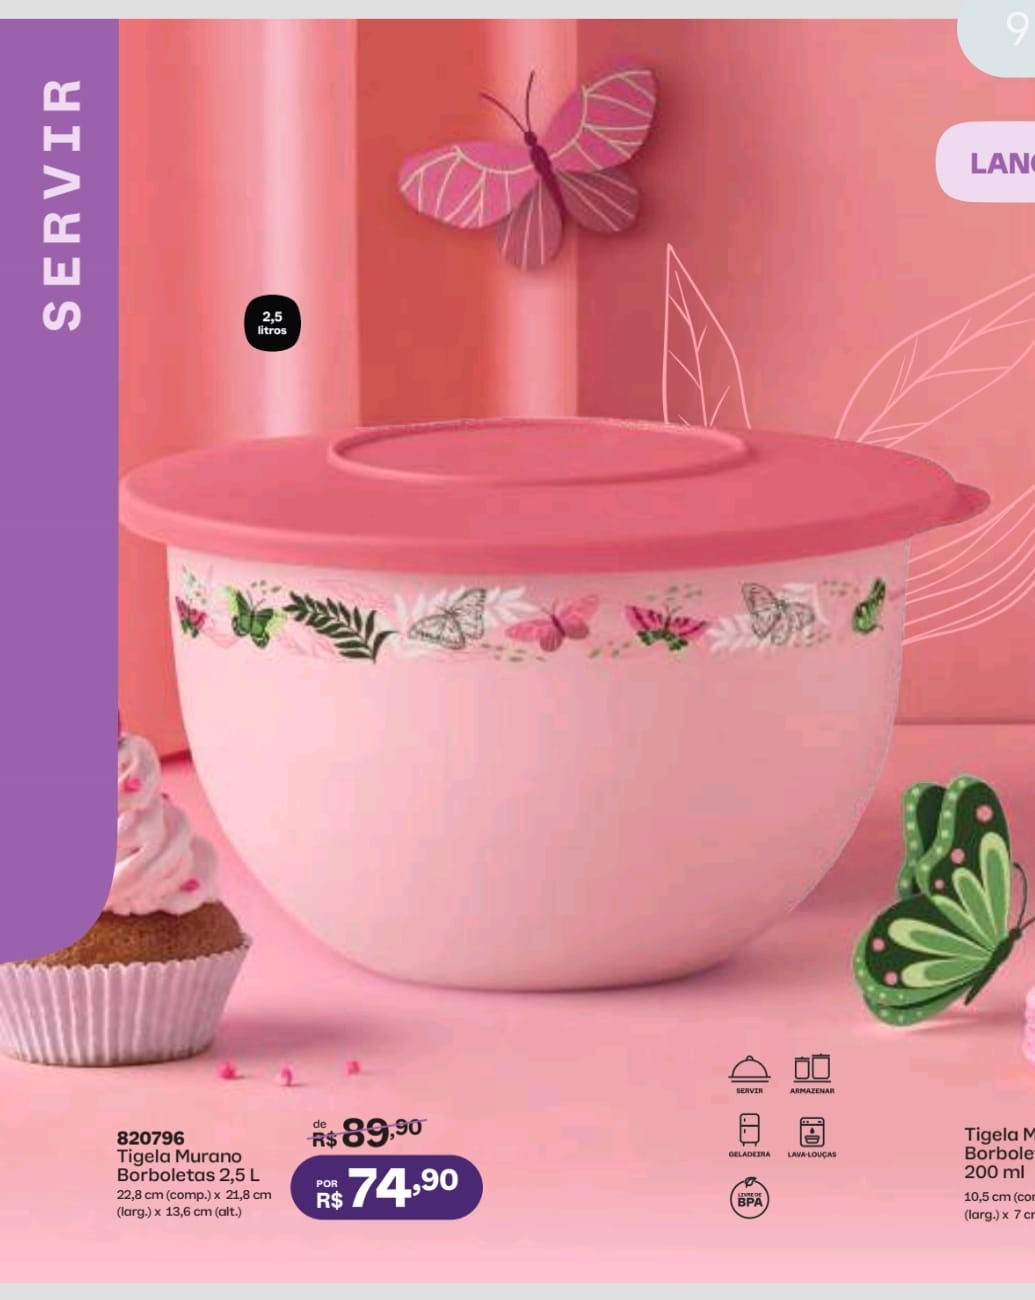 9
SERVIR
2,5
litros
820796
Tigela Murano
Borboletas 2,5 L
22,8 cm (comp.) x 21,8 cm
(larg.) x 13,6 cm (alt.)
de
R$ 89,90
POR
R$ 74,90
SERVIR
ARMAZENAR
GELADEIRA
LAVA-LOUÇAS
LIVRE DE
BPA
Tigela M
Borbole
200 ml
10,5 cm (co
(larg.) x 7 c